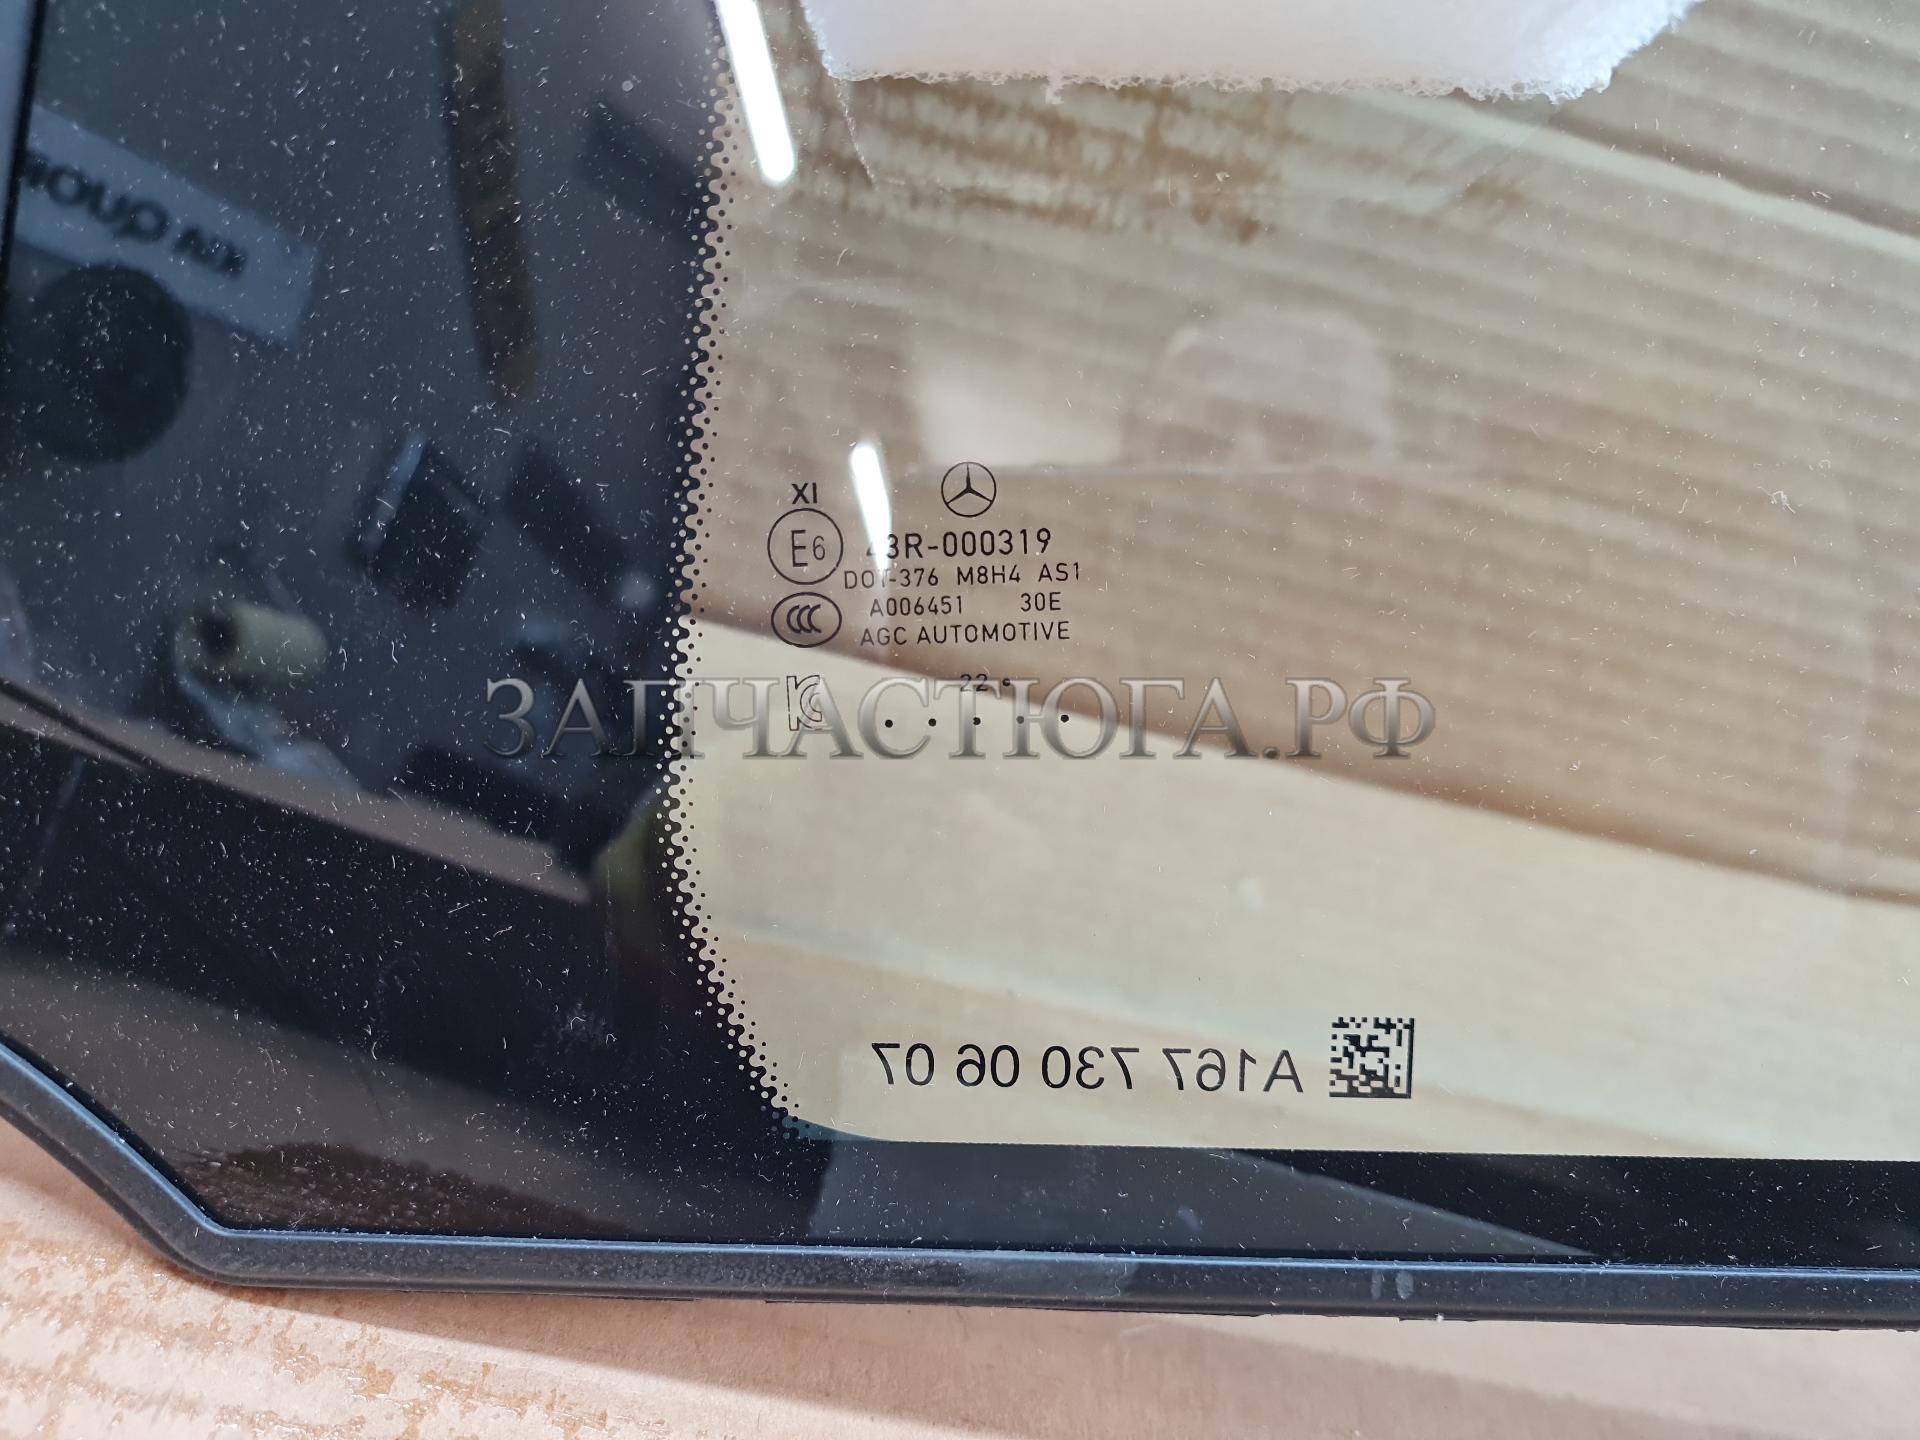 XI
E6 43R-000319
DOT-376 M8H4 AS1
A006451 30E
CCC AGC AUTOMOTIVE
22
ЗАПЧАСТЮГА.РФ
A167 730 06 07